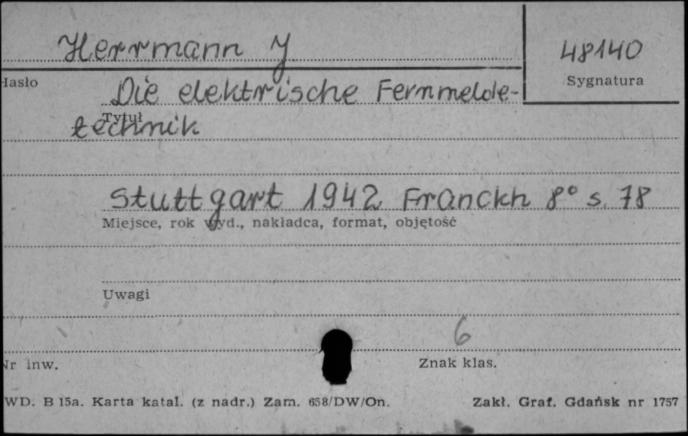 Herrmann J
48140
Hasło
Sygnatura
Die elektrische Fernmelde-
Tytuł
technik
Stuttgart 1942 Franckh 8° s. 78
Miejsce, rok wyd., nakładca, format, objętość
Uwagi
6
Nr inw.
Znak klas.
WD. B 15a. Karta katal. (z nadr.) Zam. 658/DW/On.
Zakł. Graf. Gdańsk nr 1757